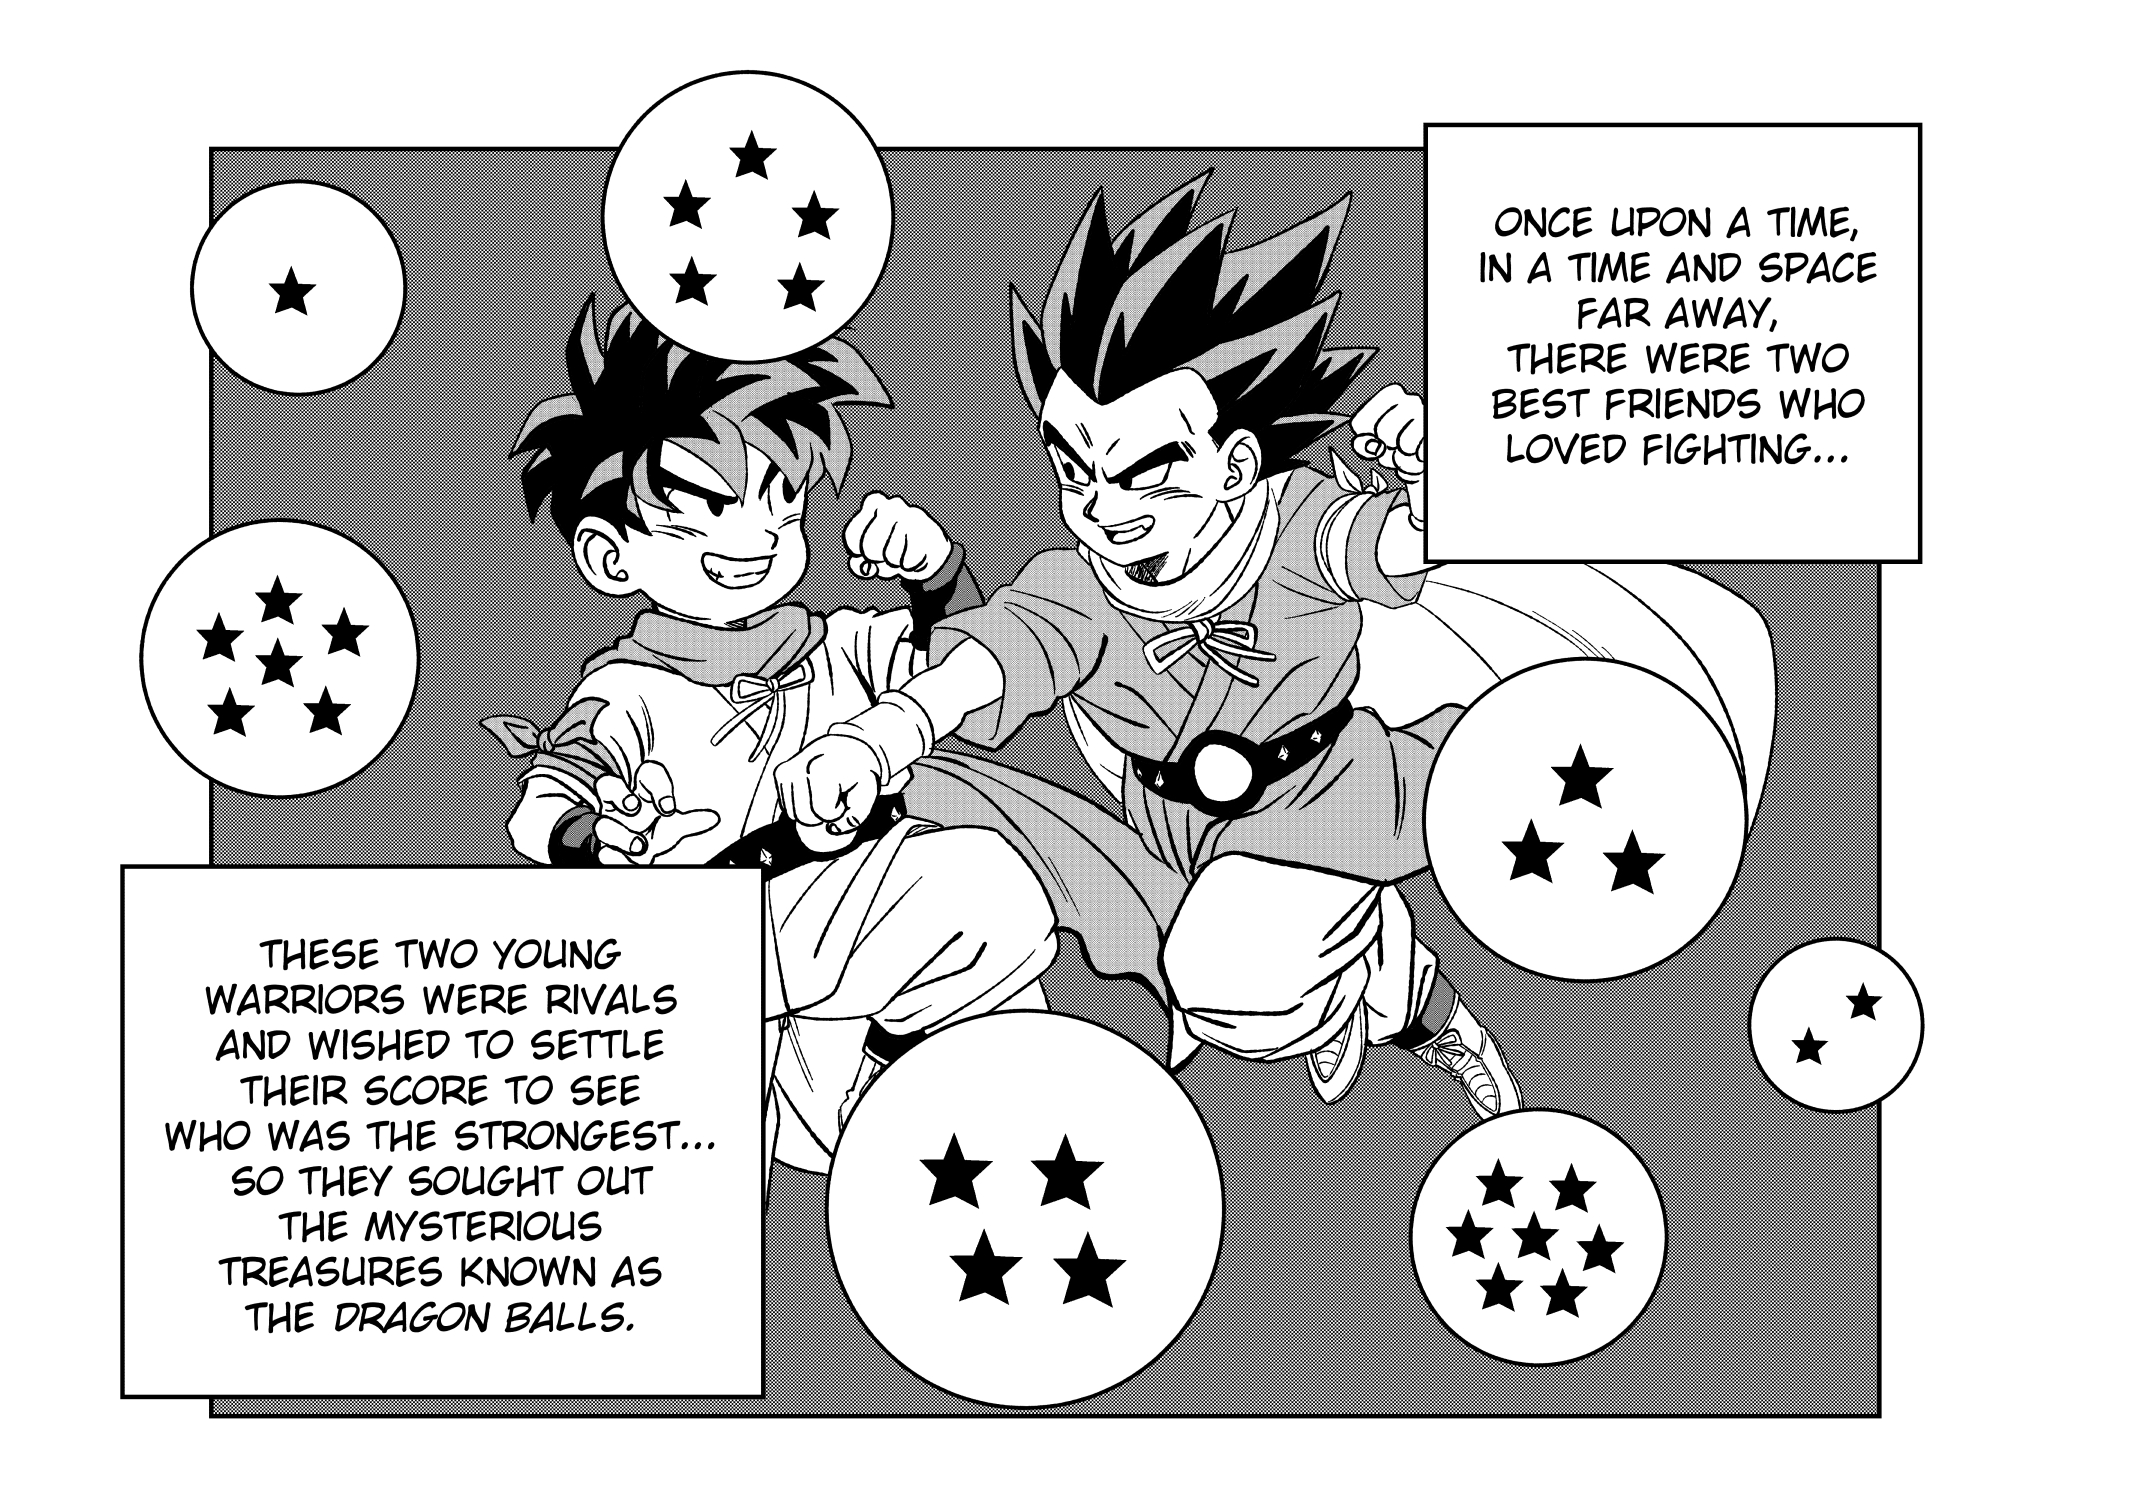 ONCE UPON A TIME,
IN A TIME AND SPACE
FAR AWAY,
THERE WERE TWO
BEST FRIENDS WHO
LOVED FIGHTING...
THESE TWO YOUNG
WARRIORS WERE RIVALS
AND WISHED TO SETTLE
THEIR SCORE TO SEE
WHO WAS THE STRONGEST...
SO THEY SOUGHT OUT
THE MYSTERIOUS
TREASURES KNOWN AS
THE DRAGON BALLS.